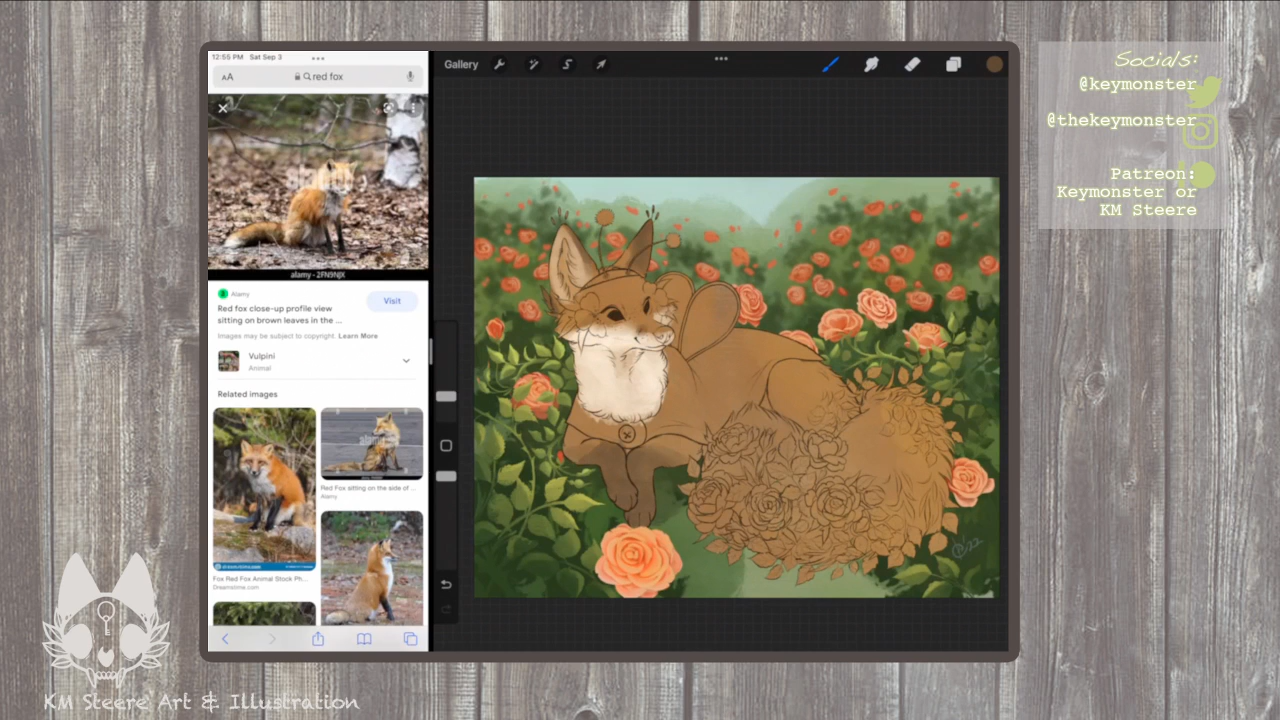 12:55 PM Sat Sep 3
AA
red fox
alamy
alamy - 2FN9NJX
Alamy
Red fox close-up profile view
sitting on brown leaves in the ...
Visit
Images may be subject to copyright. Learn More
Vulpini
Animal
Related images
Fox Red Fox Animal Stock Ph...
Dreamstime.com
Red Fox sitting on the side of ...
Alamy
Gallery
Socials:
@keymonster
@thekeymonster
Patreon:
Keymonster or
KM Steere
KM Steere Art & Illustration